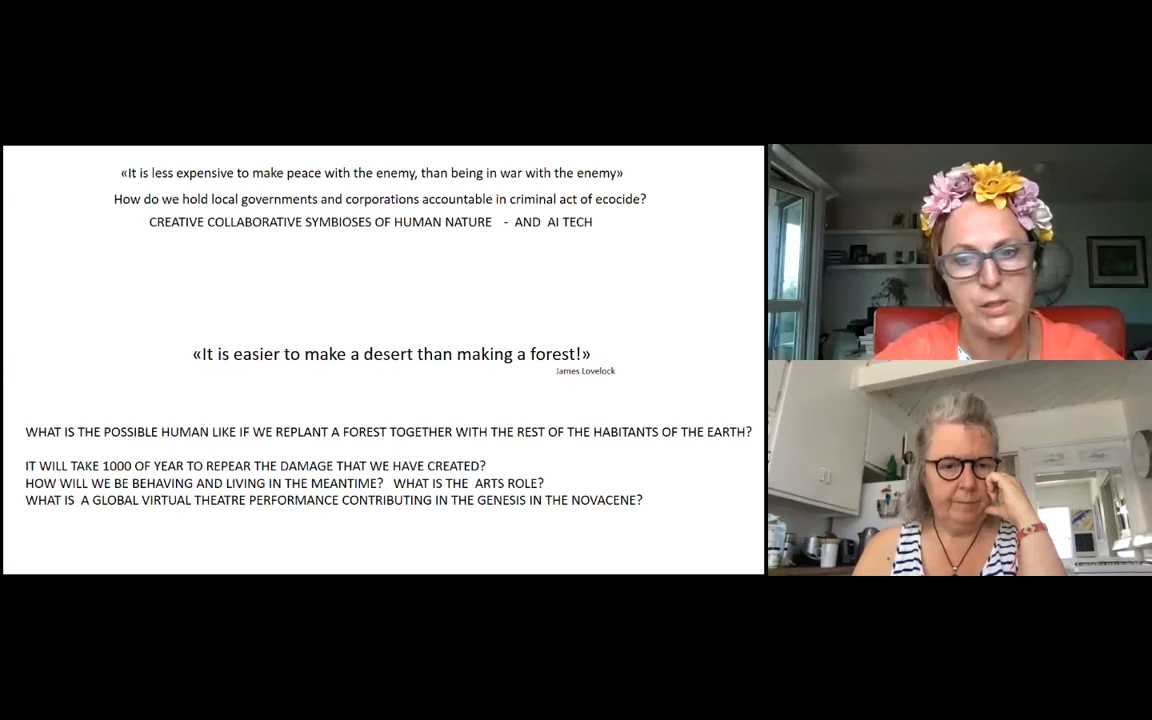 «It is less expensive to make peace with the enemy, than being in war with the enemy»
How do we hold local governments and corporations accountable in criminal act of ecocide?
CREATIVE COLLABORATIVE SYMBIOSES OF HUMAN NATURE - AND AI TECH
«It is easier to make a desert than making a forest!»
James Lovelock
WHAT IS THE POSSIBLE HUMAN LIKE IF WE REPLANT A FOREST TOGETHER WITH THE REST OF THE HABITANTS OF THE EARTH?
IT WILL TAKE 1000 OF YEAR TO REPEAR THE DAMAGE THAT WE HAVE CREATED?
HOW WILL WE BE BEHAVING AND LIVING IN THE MEANTIME? WHAT IS THE ARTS ROLE?
WHAT IS A GLOBAL VIRTUAL THEATRE PERFORMANCE CONTRIBUTING IN THE GENESIS IN THE NOVACENE?